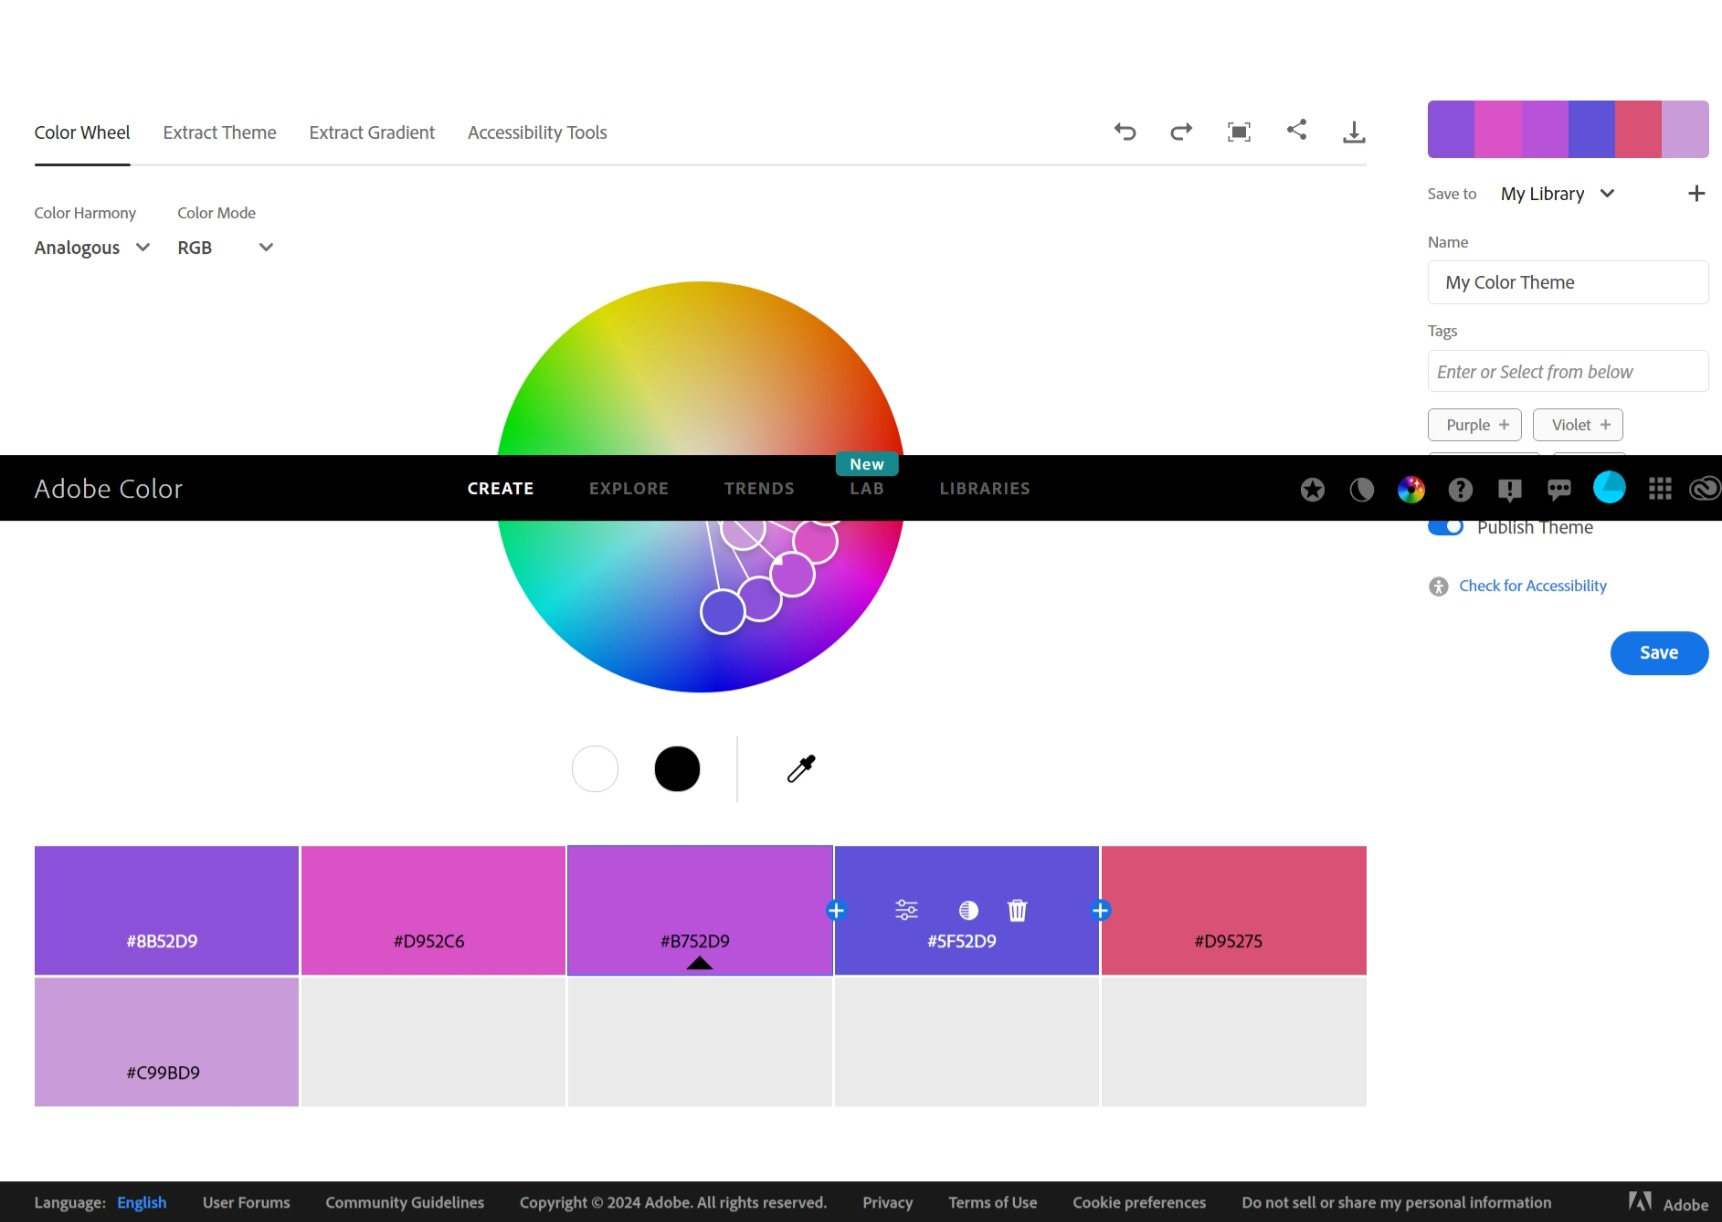 Color Wheel Extract Theme Extract Gradient Accessibility Tools
Color Harmony Color Mode
Analogous RGB
Save to My Library
Name
My Color Theme
Tags
Enter or Select from below
Purple + Violet +
Adobe Color CREATE EXPLORE TRENDS LAB New LIBRARIES
Publish Theme
Check for Accessibility
Save
#8B52D9 #D952C6 #B752D9 #5F52D9 #D95275
#C99BD9
Language: English User Forums Community Guidelines Copyright © 2024 Adobe. All rights reserved. Privacy Terms of Use Cookie preferences Do not sell or share my personal information Adobe